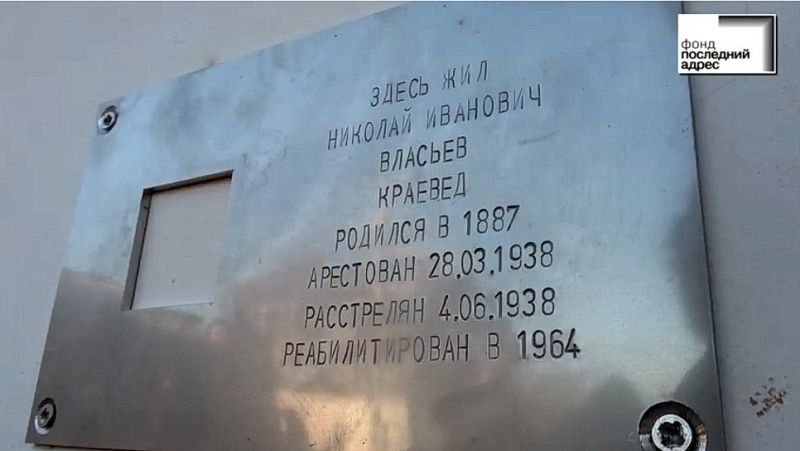 фонд
последний
адрес
ЗДЕСЬ ЖИЛ
НИКОЛАЙ ИВАНОВИЧ
ВЛАСЬЕВ
КРАЕВЕД
РОДИЛСЯ В 1887
АРЕСТОВАН 28.03.1938
РАССТРЕЛЯН 4.06.1938
РЕАБИЛИТИРОВАН В 1964